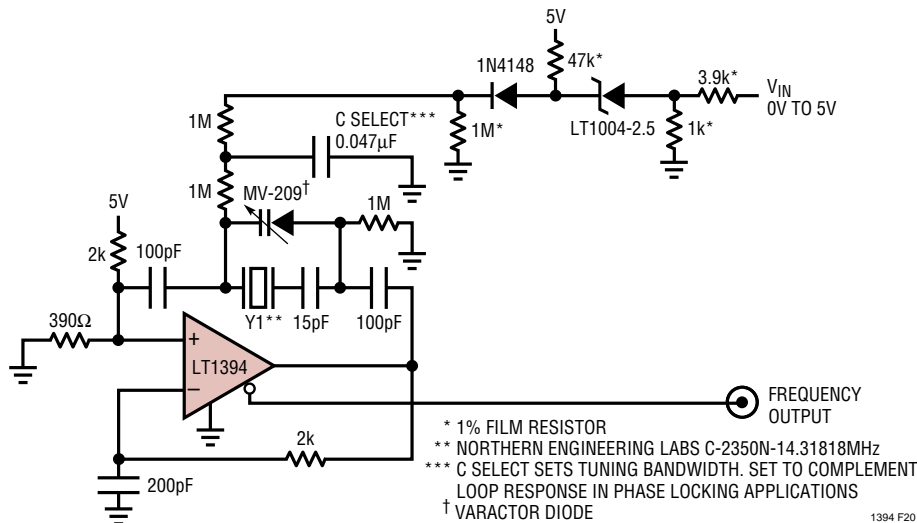 5V
1N4148
47k*
3.9k*
VIN
0V TO 5V
1M
C SELECT***
0.047µF
1M*
LT1004-2.5
1k*
1M
MV-209†
1M
5V
2k
100pF
Y1**
15pF
100pF
390Ω
+
LT1394
−
FREQUENCY
OUTPUT
2k
200pF
* 1% FILM RESISTOR
** NORTHERN ENGINEERING LABS C-2350N-14.31818MHz
*** C SELECT SETS TUNING BANDWIDTH. SET TO COMPLEMENT
LOOP RESPONSE IN PHASE LOCKING APPLICATIONS
† VARACTOR DIODE
1394 F20